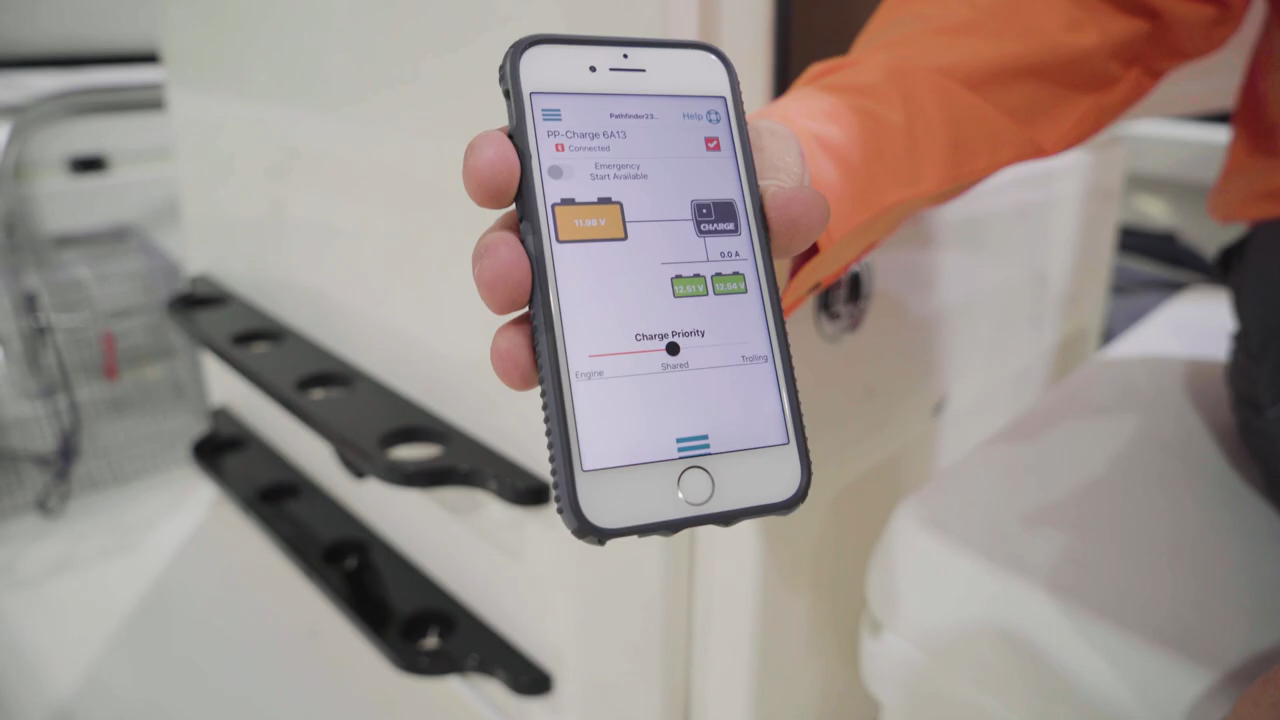 Pathfinder23...
Help
PP-Charge 6A13
Connected
Emergency
Start Available
11.98 V
CHARGE
0.0 A
12.51 V
12.54 V
Charge Priority
Engine
Shared
Trolling